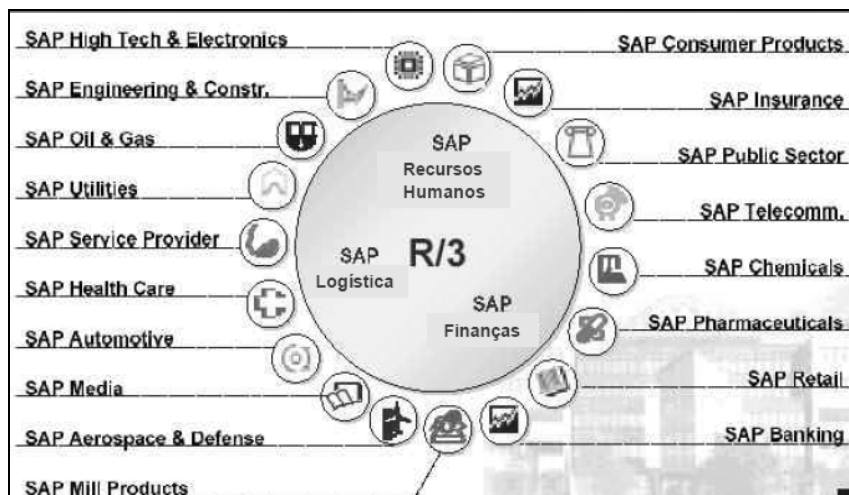 SAP High Tech & Electronics
SAP Engineering & Constr.
SAP Oil & Gas
SAP Utilities
SAP Service Provider
SAP Health Care
SAP Automotive
SAP Media
SAP Aerospace & Defense
SAP Mill Products
SAP
Recursos
Humanos
R/3
SAP
Logística
SAP
Finanças
SAP Consumer Products
SAP Insurance
SAP Public Sector
SAP Telecomm.
SAP Chemicals
SAP Pharmaceuticals
SAP Retail
SAP Banking